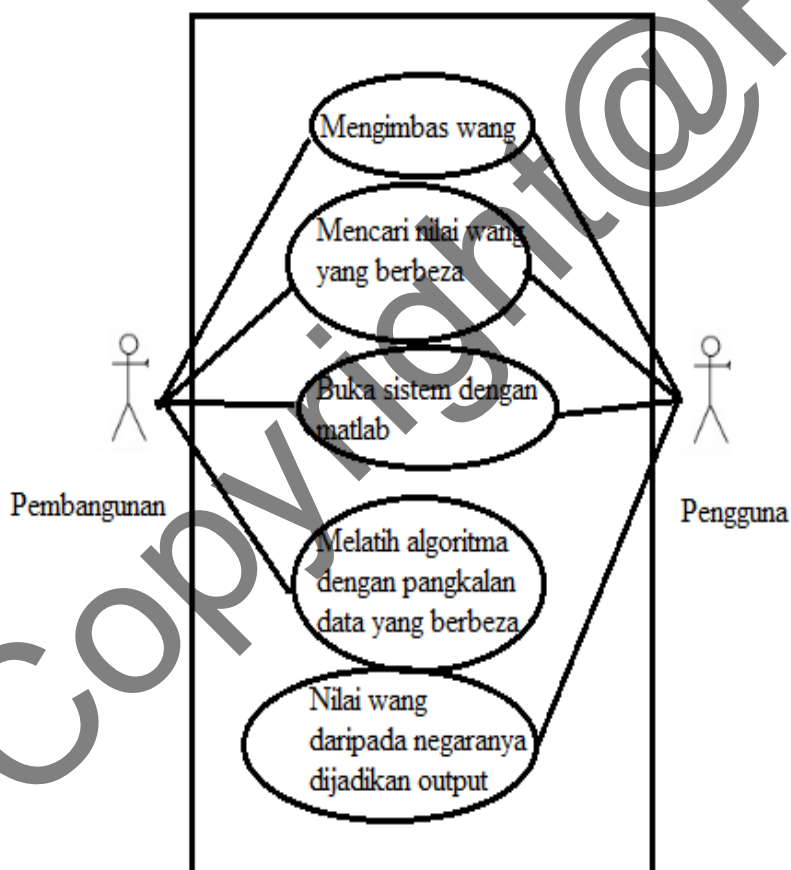 Mengimbas wang
Mencari nilai wang
yang berbeza
Buka sistem dengan
matlab
Pembangunan
Pengguna
Melatih algoritma
dengan pangkalan
data yang berbeza
Nilai wang
daripada negaranya
dijadikan output
Copyright@